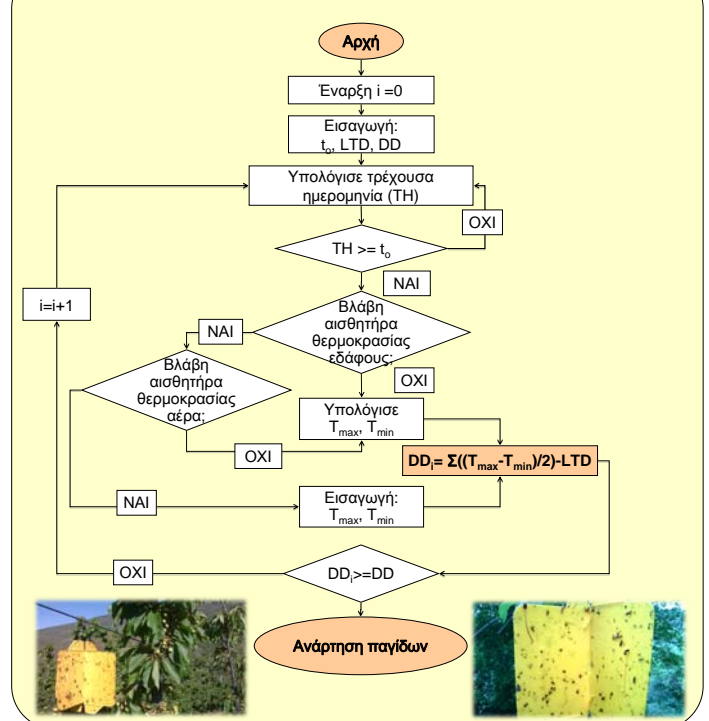 Αρχή
Έναρξη i =0
Εισαγωγή:
tₒ, LTD, DD
Υπολόγισε τρέχουσα
ημερομηνία (TH)
ΟΧΙ
TH >= tₒ
ΝΑΙ
i=i+1
Βλάβη
αισθητήρα
θερμοκρασίας
εδάφους;
ΝΑΙ
Βλάβη
αισθητήρα
θερμοκρασίας
αέρα;
ΟΧΙ
Υπολόγισε
Tmax, Tmin
ΟΧΙ
DDi= Σ((Tmax-Tmin)/2)-LTD
ΝΑΙ
Εισαγωγή:
Tmax, Tmin
ΟΧΙ
DDi>=DD
Ανάρτηση παγίδων